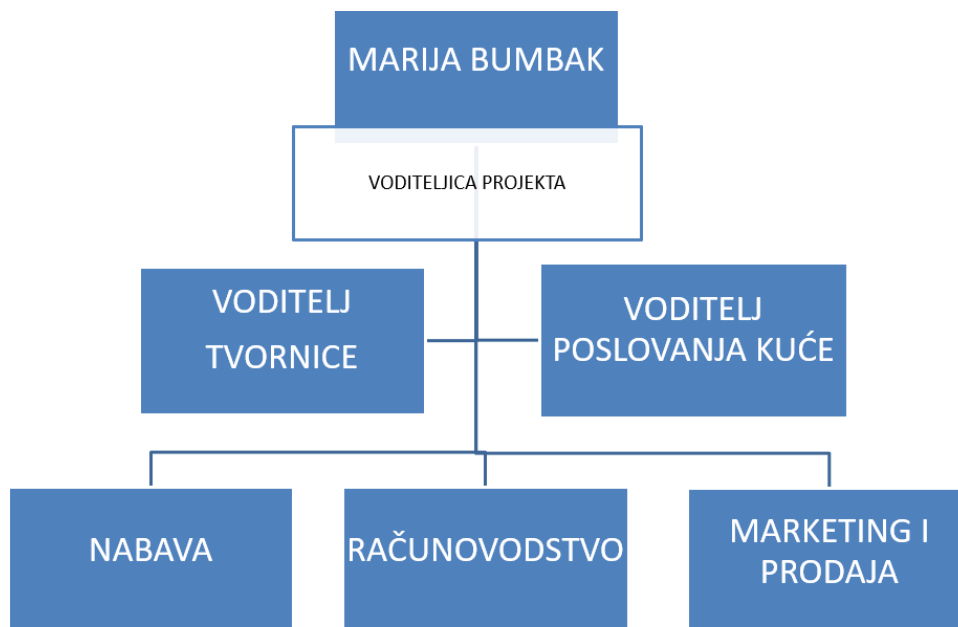 MARIJA BUMBAK
VODITELJICA PROJEKTA
VODITELJ
TVORNICE
VODITELJ
POSLOVANJA KUĆE
NABAVA
RAČUNOVODSTVO
MARKETING I
PRODAJA